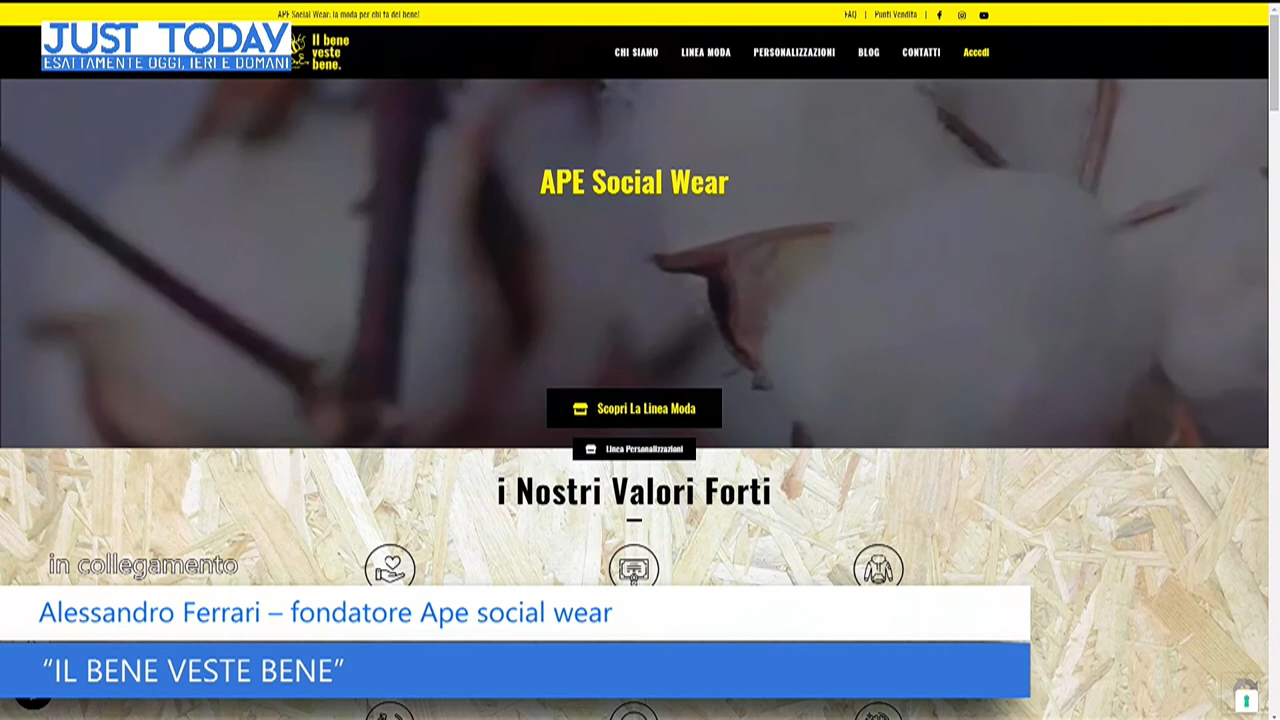 APE Social Wear: la moda per chi fa del bene!
FAQ | Punti Vendita |
JUST TODAY
ESATTAMENTE OGGI, IERI E DOMANI
Il bene
veste
bene.
CHI SIAMO LINEA MODA PERSONALIZZAZIONI BLOG CONTATTI Accedi
APE Social Wear
Scopri La Linea Moda
Linea Personalizzazioni
i Nostri Valori Forti
in collegamento
Alessandro Ferrari – fondatore Ape social wear
“IL BENE VESTE BENE”